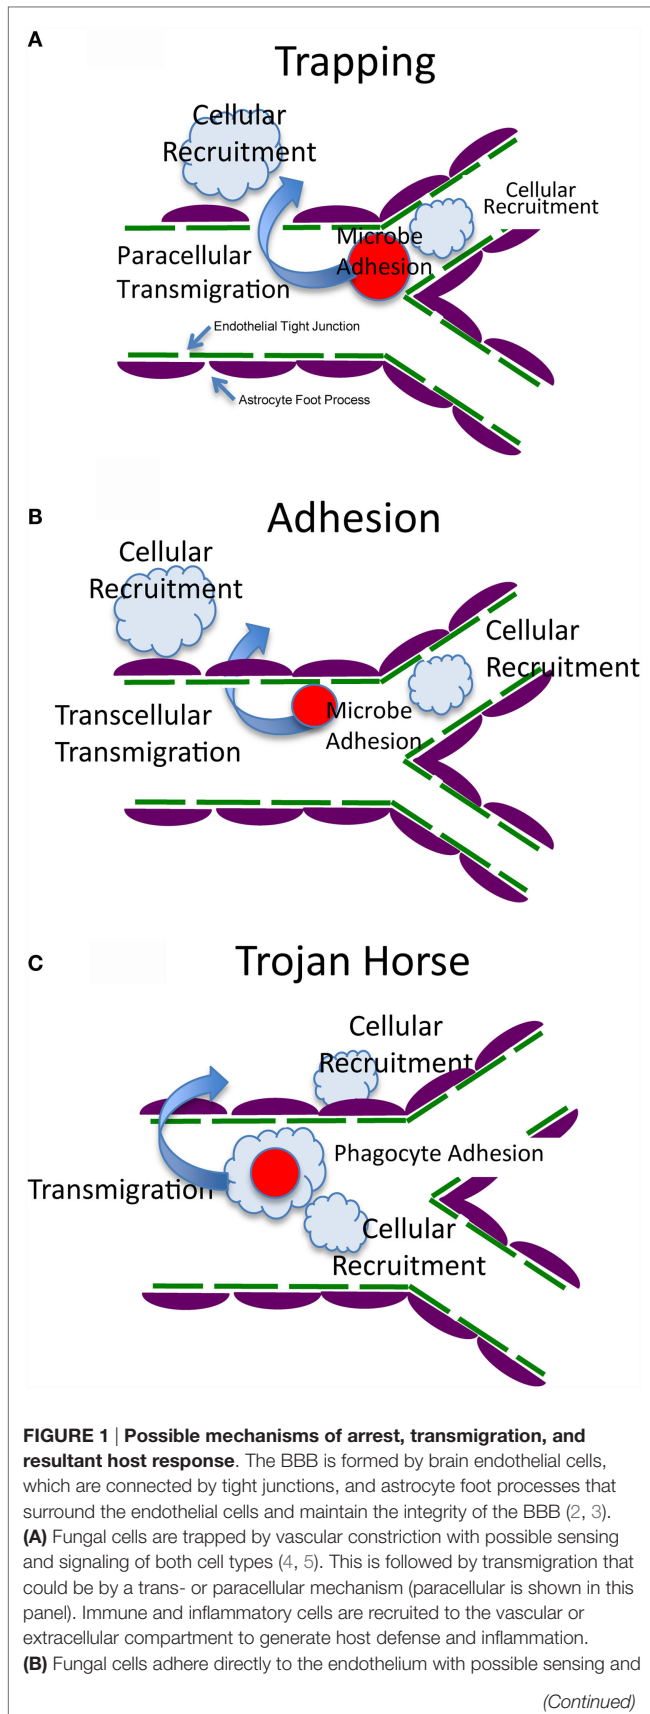 A
Trapping
Cellular
Recruitment
Cellular
Recruitment
Microbe
Adhesion
Paracellular
Transmigration
Endothelial Tight Junction
Astrocyte Foot Process
B
Adhesion
Cellular
Recruitment
Cellular
Recruitment
Transcellular
Transmigration
Microbe
Adhesion
C
Trojan Horse
Cellular
Recruitment
Phagocyte Adhesion
Transmigration
Cellular
Recruitment
FIGURE 1 | Possible mechanisms of arrest, transmigration, and
resultant host response. The BBB is formed by brain endothelial cells,
which are connected by tight junctions, and astrocyte foot processes that
surround the endothelial cells and maintain the integrity of the BBB (2, 3).
(A) Fungal cells are trapped by vascular constriction with possible sensing
and signaling of both cell types (4, 5). This is followed by transmigration that
could be by a trans- or paracellular mechanism (paracellular is shown in this
panel). Immune and inflammatory cells are recruited to the vascular or
extracellular compartment to generate host defense and inflammation.
(B) Fungal cells adhere directly to the endothelium with possible sensing and
(Continued)